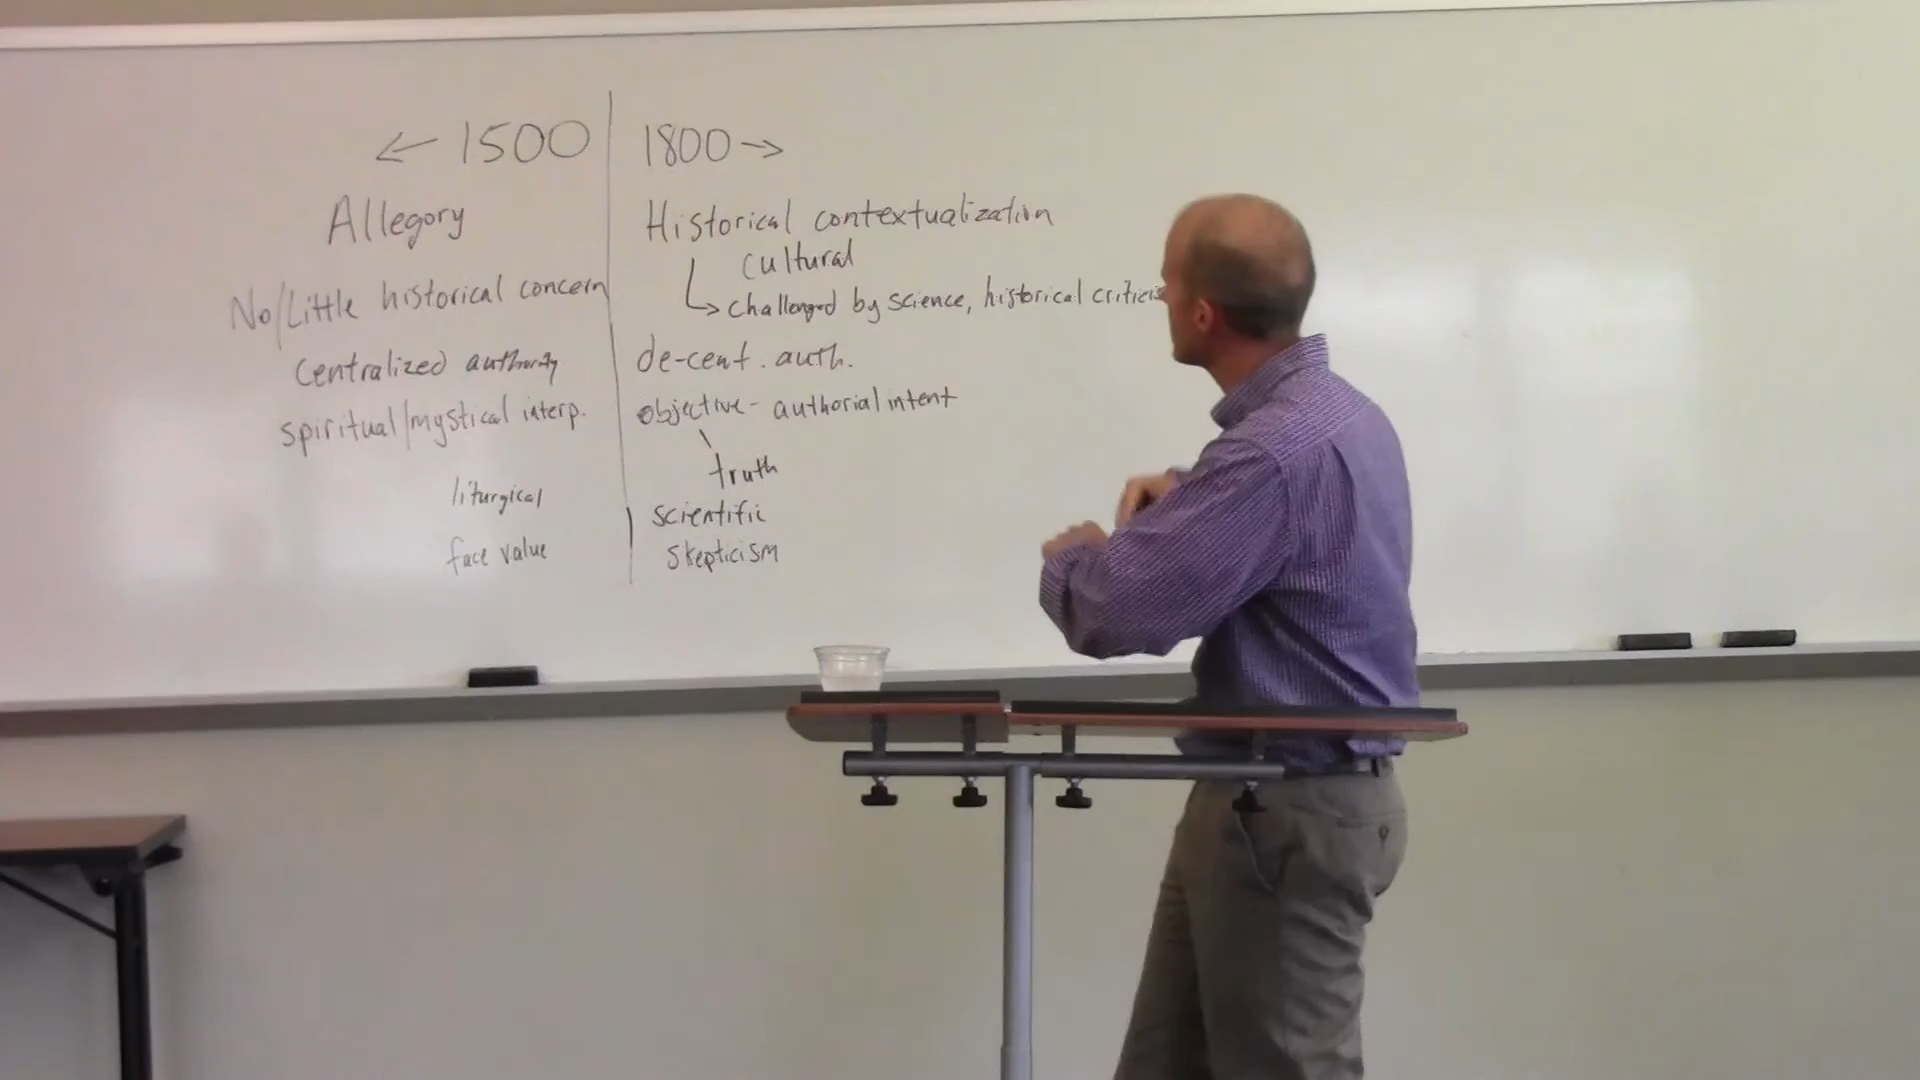 ← 1500
Allegory
No/Little historical concern
centralized authority
spiritual/mystical interp.
liturgical
face value
1800 →
Historical contextualization
cultural
challenged by science, historical
de-cent. auth.
objective - authorial intent
truth
scientific
skepticism